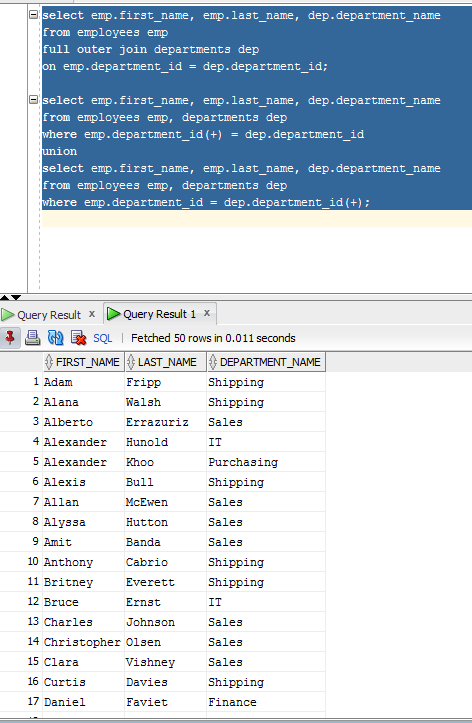 select emp.first_name, emp.last_name, dep.department_name
from employees emp
full outer join departments dep
on emp.department_id = dep.department_id;
select emp.first_name, emp.last_name, dep.department_name
from employees emp, departments dep
where emp.department_id(+) = dep.department_id
union
select emp.first_name, emp.last_name, dep.department_name
from employees emp, departments dep
where emp.department_id = dep.department_id(+);
Query Result x Query Result 1 x
SQL | Fetched 50 rows in 0.011 seconds
FIRST_NAME LAST_NAME DEPARTMENT_NAME
1 Adam Fripp Shipping
2 Alana Walsh Shipping
3 Alberto Errazuriz Sales
4 Alexander Hunold IT
5 Alexander Khoo Purchasing
6 Alexis Bull Shipping
7 Allan McEwen Sales
8 Alyssa Hutton Sales
9 Amit Banda Sales
10 Anthony Cabrio Shipping
11 Britney Everett Shipping
12 Bruce Ernst IT
13 Charles Johnson Sales
14 Christopher Olsen Sales
15 Clara Vishney Sales
16 Curtis Davies Shipping
17 Daniel Faviet Finance